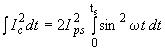 ∫ I_c^2 dt = 2I_ps^2 ∫_0^{t_s} sin^2 ωt dt